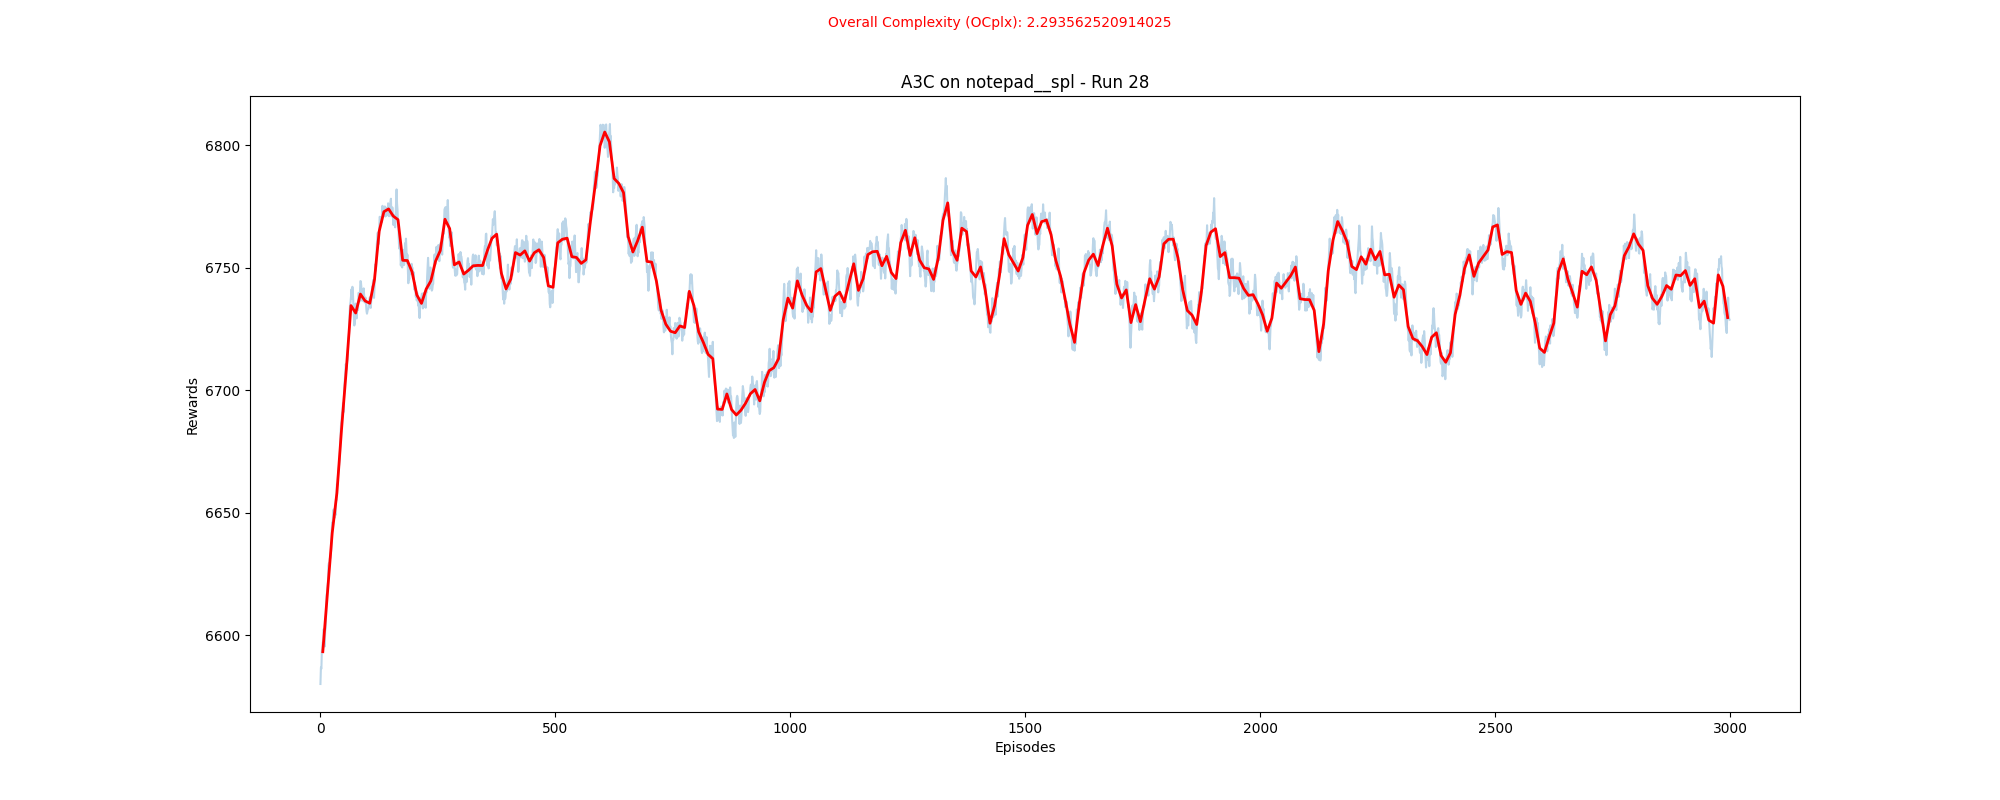 Overall Complexity (OCplx): 2.293562520914025
A3C on notepad__spl - Run 28
6800
6750
6700
6650
6600
Rewards
0 500 1000 1500 2000 2500 3000
Episodes